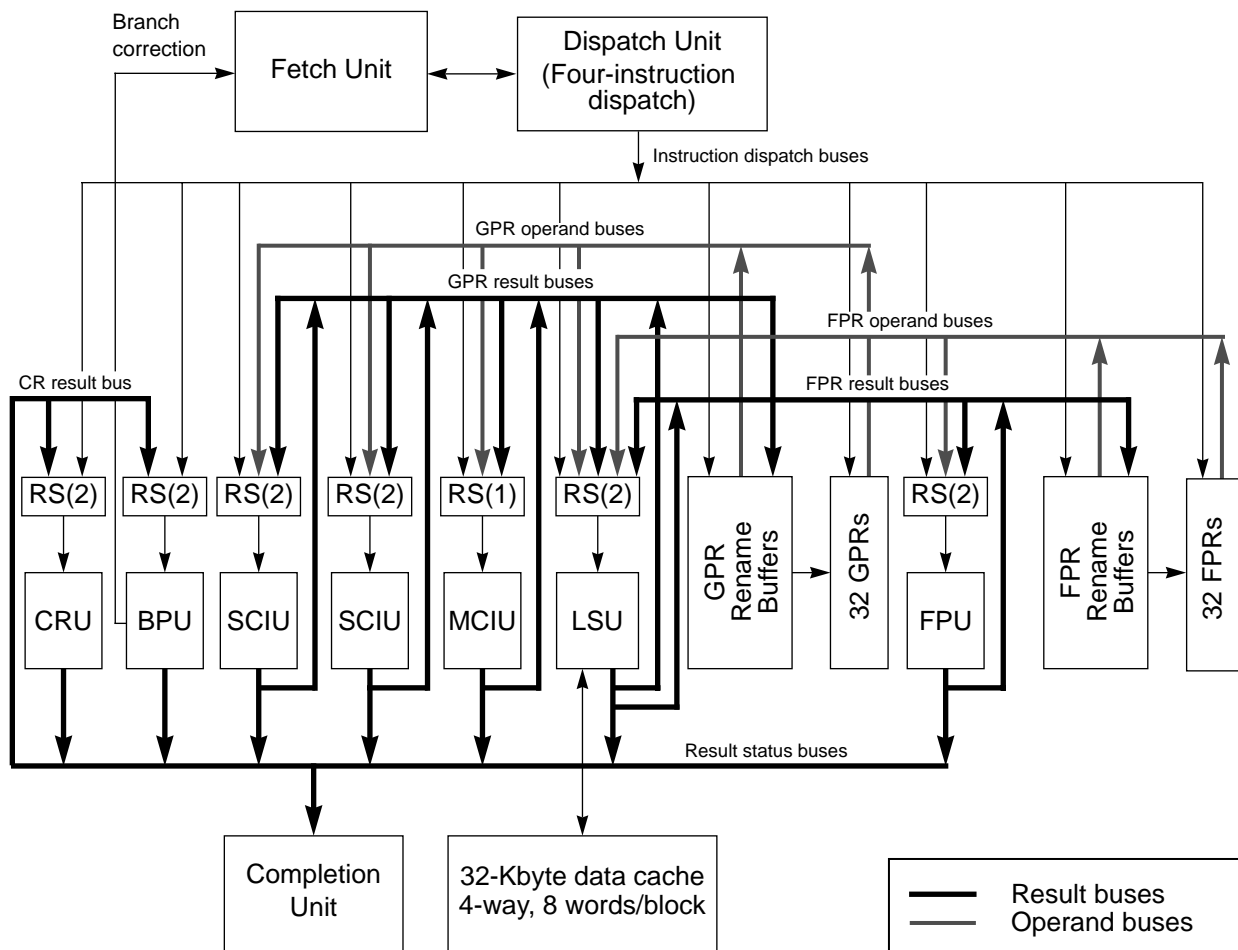 Branch
correction
Fetch Unit
Dispatch Unit
(Four-instruction
dispatch)
Instruction dispatch buses
GPR operand buses
GPR result buses
FPR operand buses
CR result bus
FPR result buses
RS(2)
RS(2)
RS(2)
RS(2)
RS(1)
RS(2)
GPR
Rename
Buffers
32 GPRs
RS(2)
FPR
Rename
Buffers
32 FPRs
CRU
BPU
SCIU
SCIU
MCIU
LSU
FPU
Result status buses
Completion
Unit
32-Kbyte data cache
4-way, 8 words/block
Result buses
Operand buses